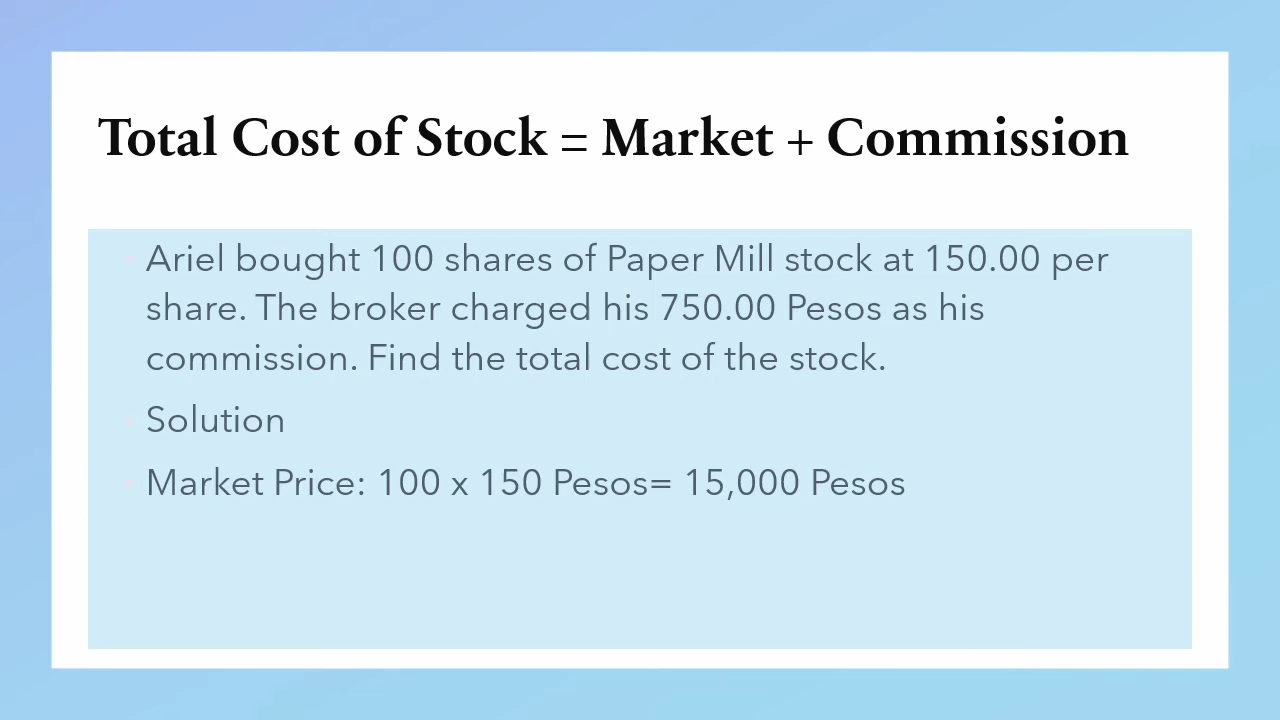 Total Cost of Stock = Market + Commission
Ariel bought 100 shares of Paper Mill stock at 150.00 per
share. The broker charged his 750.00 Pesos as his
commission. Find the total cost of the stock.
Solution
Market Price: 100 x 150 Pesos= 15,000 Pesos